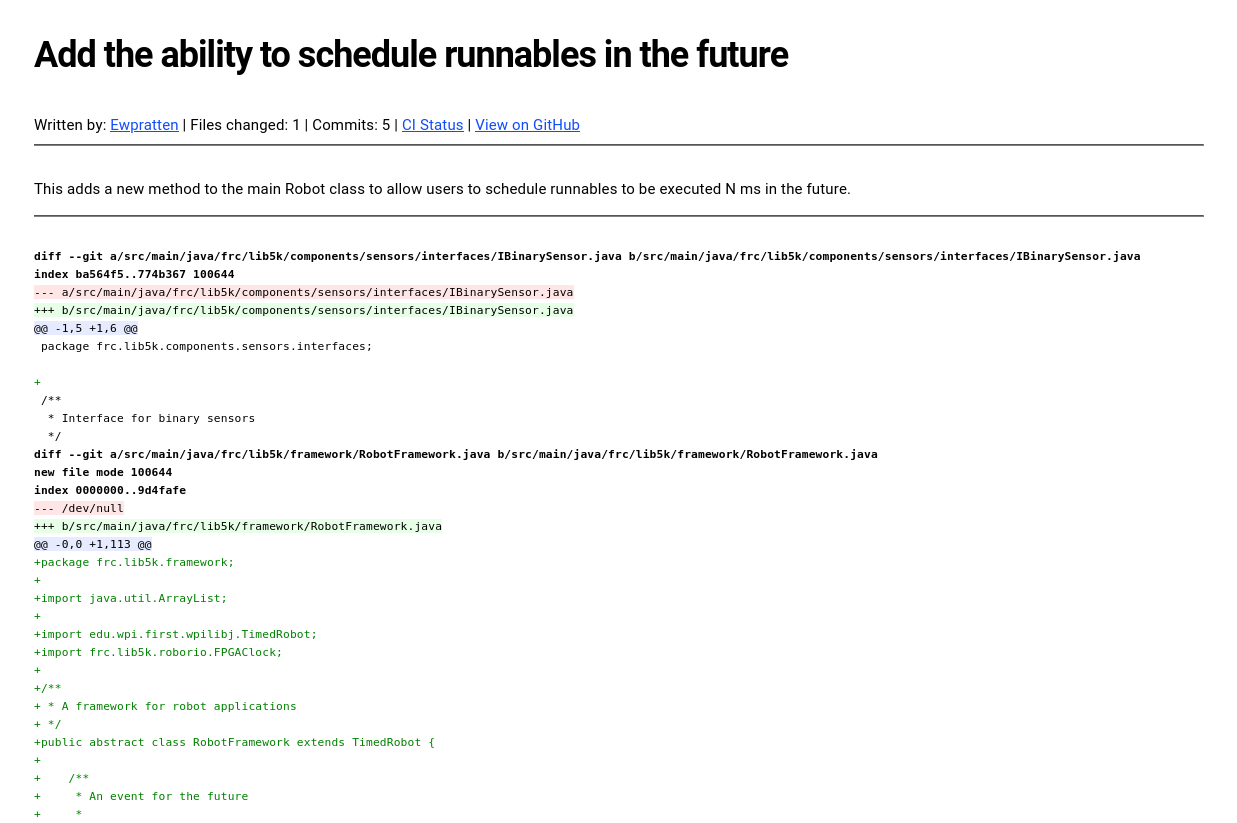 Add the ability to schedule runnables in the future
Written by: Ewpratten | Files changed: 1 | Commits: 5 | CI Status | View on GitHub
This adds a new method to the main Robot class to allow users to schedule runnables to be executed N ms in the future.
diff --git a/src/main/java/frc/lib5k/components/sensors/interfaces/IBinarySensor.java b/src/main/java/frc/lib5k/components/sensors/interfaces/IBinarySensor.java
index ba564f5..774b367 100644
--- a/src/main/java/frc/lib5k/components/sensors/interfaces/IBinarySensor.java
+++ b/src/main/java/frc/lib5k/components/sensors/interfaces/IBinarySensor.java
@@ -1,5 +1,6 @@
 package frc.lib5k.components.sensors.interfaces;
+
 /**
  * Interface for binary sensors
  */
diff --git a/src/main/java/frc/lib5k/framework/RobotFramework.java b/src/main/java/frc/lib5k/framework/RobotFramework.java
new file mode 100644
index 0000000..9d4fafe
--- /dev/null
+++ b/src/main/java/frc/lib5k/framework/RobotFramework.java
@@ -0,0 +1,113 @@
+package frc.lib5k.framework;
+
+import java.util.ArrayList;
+
+import edu.wpi.first.wpilibj.TimedRobot;
+import frc.lib5k.roborio.FPGAClock;
+
+/**
+ * A framework for robot applications
+ */
+public abstract class RobotFramework extends TimedRobot {
+
+    /**
+     * An event for the future
+     *